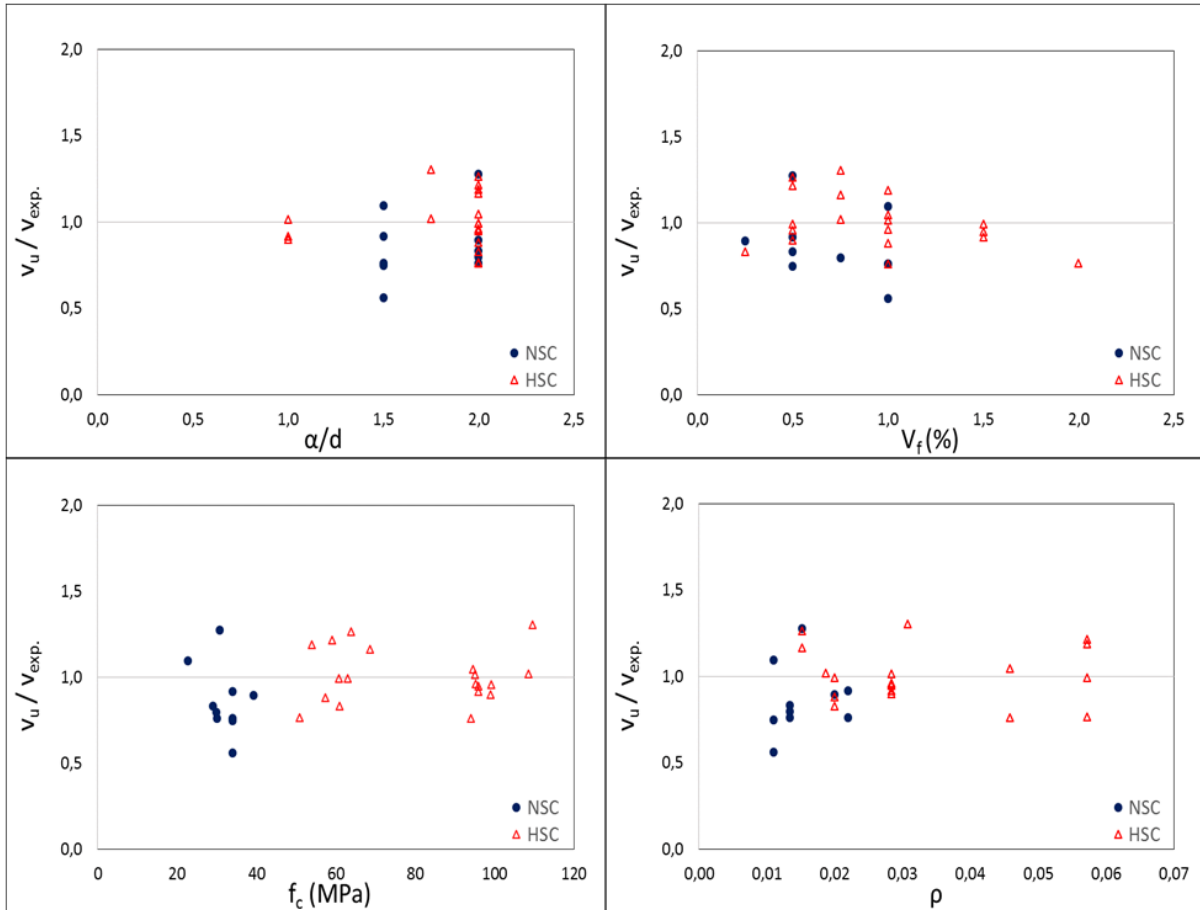 2,0
1,5
1,0
0,5
0,0
vu / vexp.
NSC
HSC
0,0 0,5 1,0 1,5 2,0 2,5
α/d
2,0
1,5
1,0
0,5
0,0
vu / vexp.
NSC
HSC
0,0 0,5 1,0 1,5 2,0 2,5
Vf (%)
2,0
1,5
1,0
0,5
0,0
vu / vexp.
NSC
HSC
0 20 40 60 80 100 120
fc (MPa)
2,0
1,5
1,0
0,5
0,0
vu / vexp.
NSC
HSC
0,00 0,01 0,02 0,03 0,04 0,05 0,06 0,07
ρ